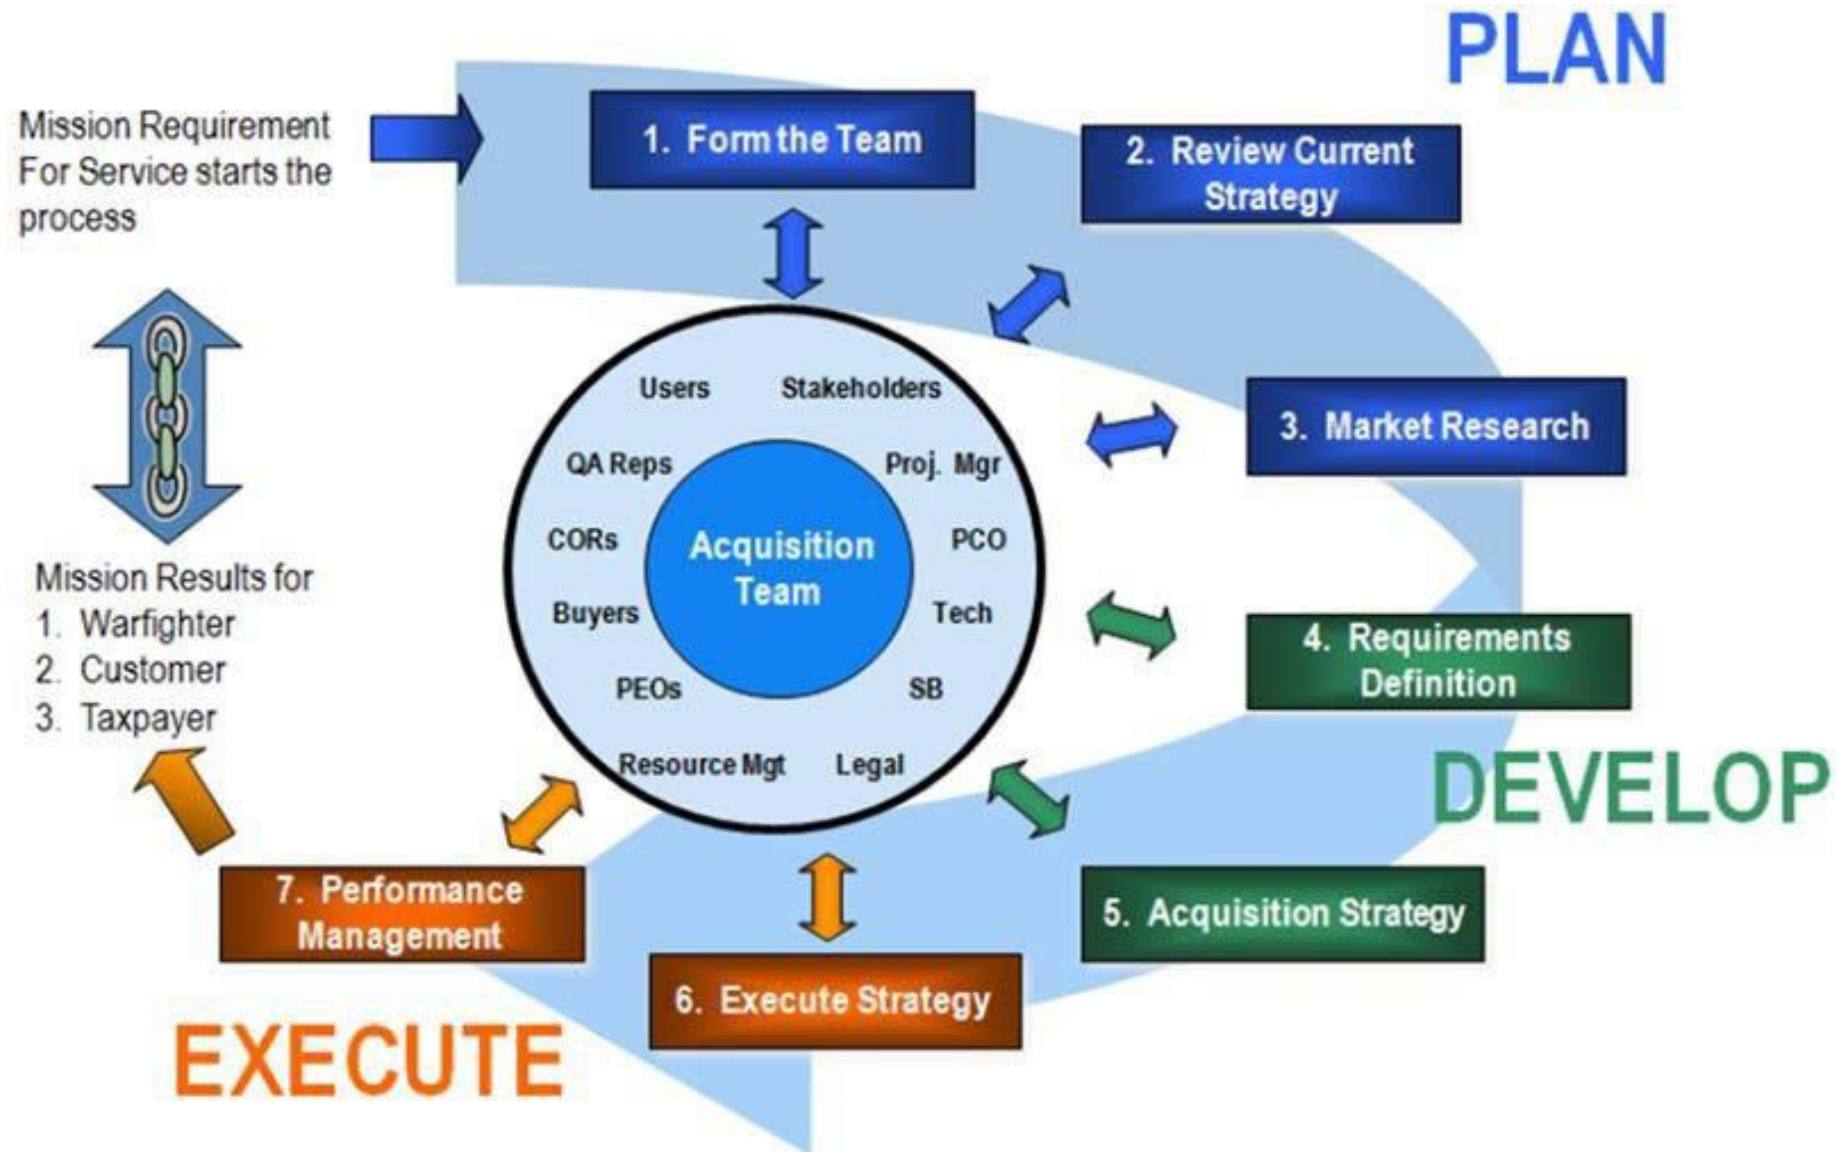 PLAN
Mission Requirement
For Service starts the
process
1. Form the Team
2. Review Current
Strategy
3. Market Research
Users
Stakeholders
QA Reps
Proj. Mgr
CORs
PCO
Acquisition
Team
Buyers
Tech
PEOs
SB
Resource Mgt
Legal
Mission Results for
1. Warfighter
2. Customer
3. Taxpayer
4. Requirements
Definition
DEVELOP
5. Acquisition Strategy
6. Execute Strategy
7. Performance
Management
EXECUTE